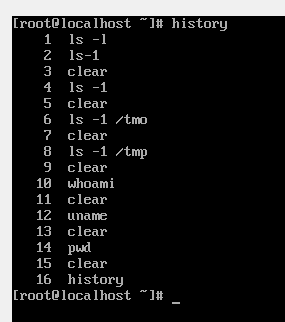 [root@localhost ~]# history
1 ls -l
2 ls-1
3 clear
4 ls -1
5 clear
6 ls -1 /tmo
7 clear
8 ls -1 /tmp
9 clear
10 whoami
11 clear
12 uname
13 clear
14 pwd
15 clear
16 history
[root@localhost ~]# _